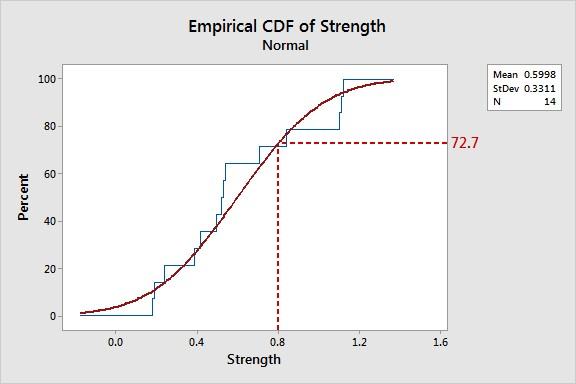 Empirical CDF of Strength
Normal
Mean 0.5998
StDev 0.3311
N 14
100
80
60
40
20
0
Percent
72.7
0.0 0.4 0.8 1.2 1.6
Strength